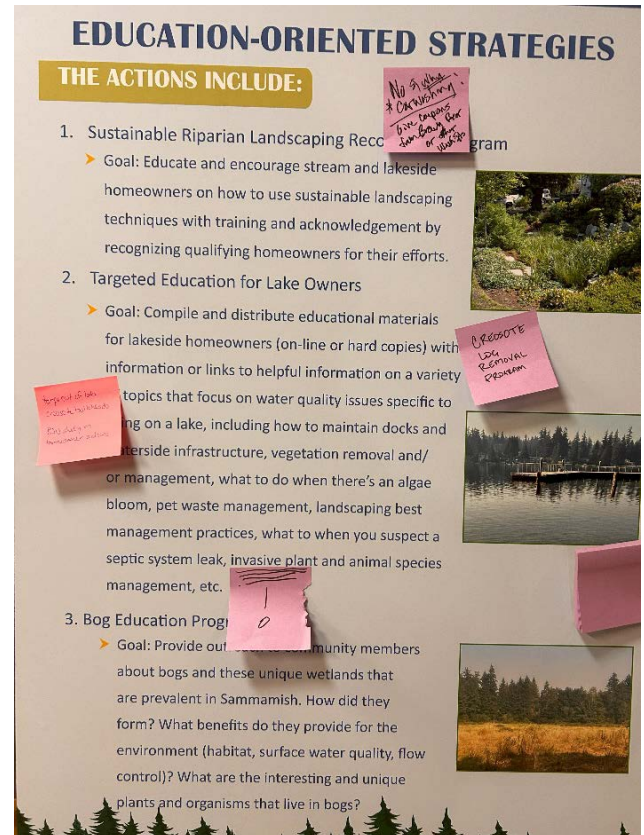 EDUCATION-ORIENTED STRATEGIES
THE ACTIONS INCLUDE:
No
*CARWASHING
Give coupons
from Brown Bear
or other
1. Sustainable Riparian Landscaping Reco gram
Goal: Educate and encourage stream and lakeside
homeowners on how to use sustainable landscaping
techniques with training and acknowledgement by
recognizing qualifying homeowners for their efforts.
2. Targeted Education for Lake Owners
Goal: Compile and distribute educational materials
for lakeside homeowners (on-line or hard copies) with
information or links to helpful information on a variety
topics that focus on water quality issues specific to
ing on a lake, including how to maintain docks and
terside infrastructure, vegetation removal and/
or management, what to do when there's an algae
bloom, pet waste management, landscaping best
management practices, what to when you suspect a
septic system leak, invasive plant and animal species
management, etc.
CREOSOTE
LOG
REMOVAL
PROGRAM
3. Bog Education Progr
Goal: Provide out munity members
about bogs and these unique wetlands that
are prevalent in Sammamish. How did they
form? What benefits do they provide for the
environment (habitat, surface water quality, flow
control)? What are the interesting and unique
plants and organisms that live in bogs?